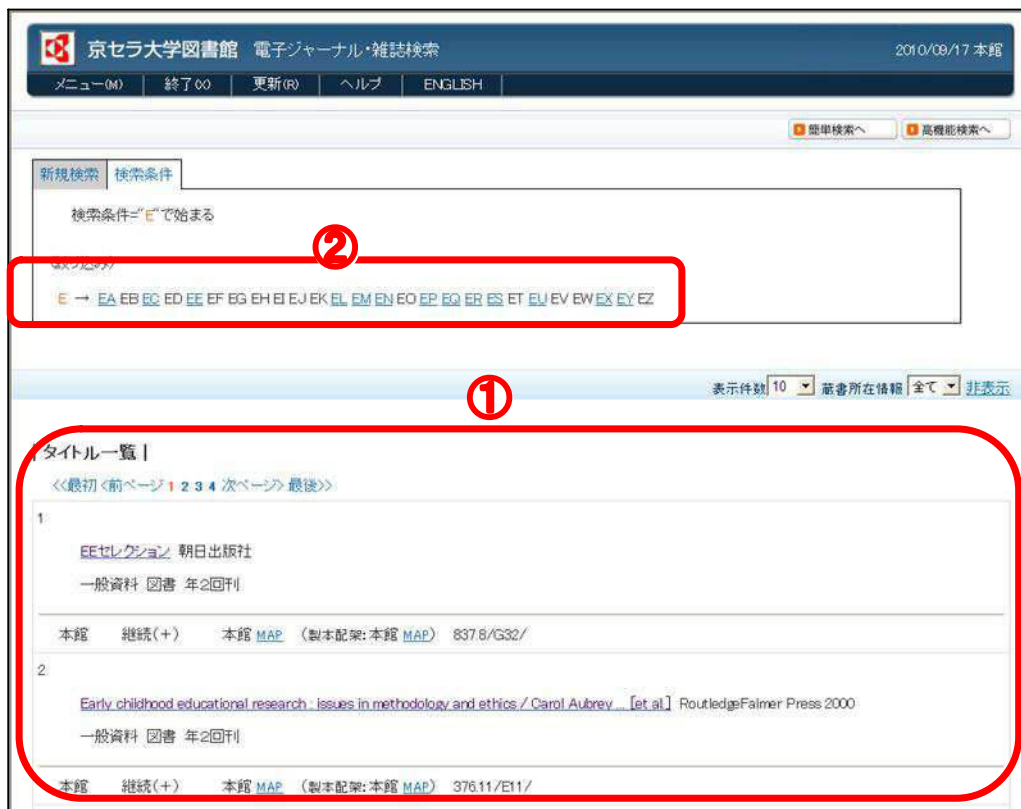 京セラ大学図書館 電子ジャーナル・雑誌検索 2010/09/17 本館
メニュー(M) 終了(X) 更新(R) ヘルプ ENGLISH
簡単検索へ 高機能検索へ
新規検索 検索条件
検索条件="E"で始まる
②
E → EA EB EC ED EE EF EG EH EI EJ EK EL EM EN EO EP EQ ER ES ET EU EV EW EX EY EZ
表示件数 10 蔵書所在情報 全て 非表示
①
|タイトル一覧|
<<最初 <前ページ 1 2 3 4 次ページ> 最後>>
1
EEセレクション 朝日出版社
一般資料 図書 年2回刊
本館 継続(+) 本館 MAP (製本配架:本館 MAP) 837.8/G32/
2
Early childhood educational research : issues in methodology and ethics / Carol Aubrey ... [et al.] RoutledgeFalmer Press 2000
一般資料 図書 年2回刊
本館 継続(+) 本館 MAP (製本配架:本館 MAP) 376.11/E11/